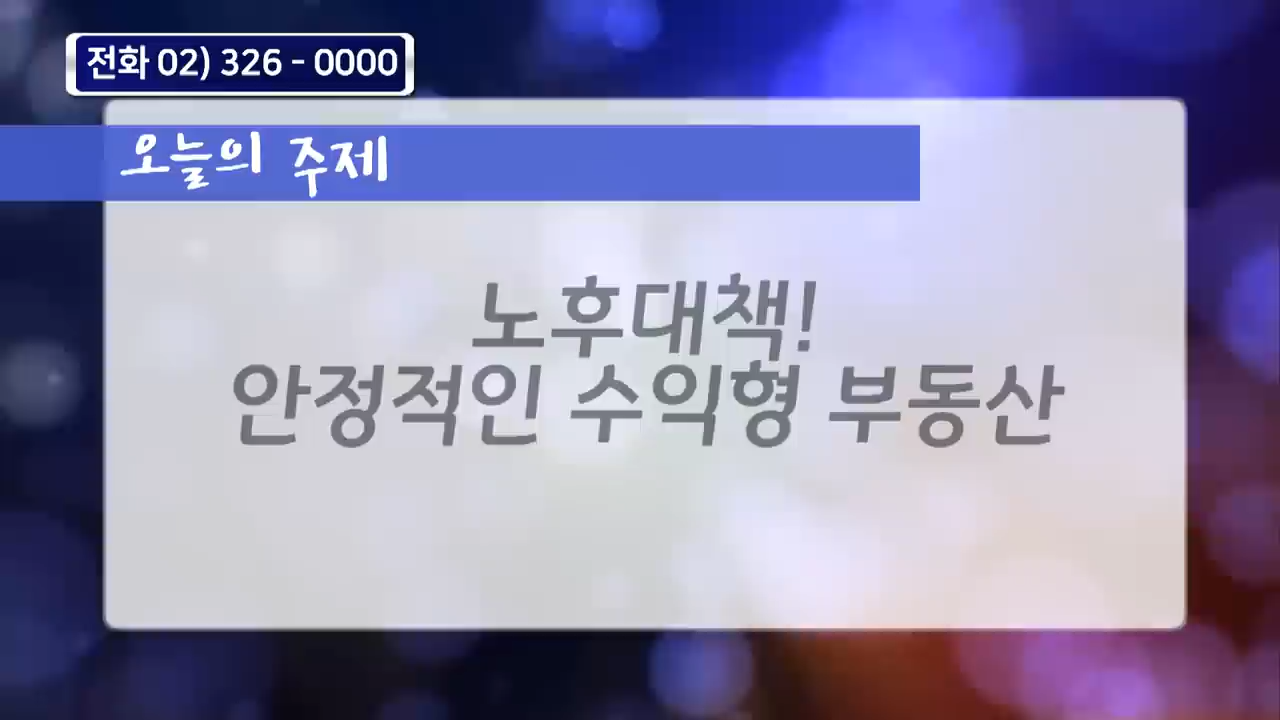 전화 02) 326 - 0000
오늘의 주제
노후대책!
안정적인 수익형 부동산